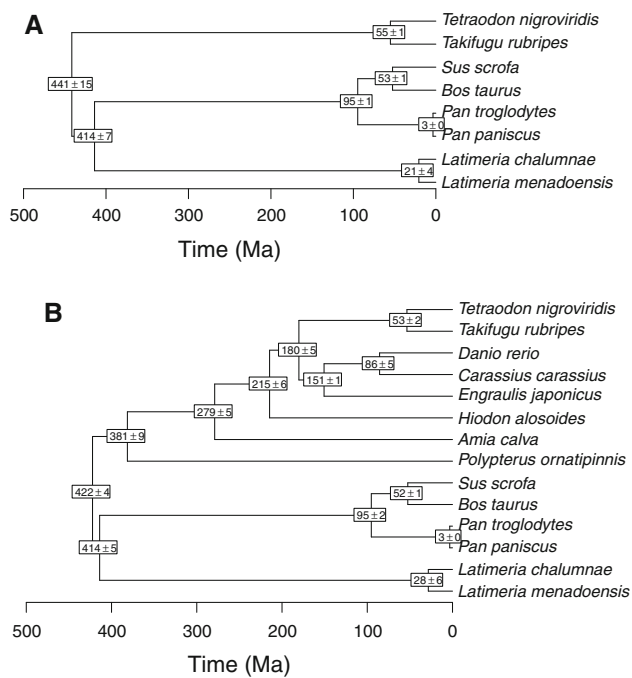 A
Tetraodon nigroviridis
55±1
Takifugu rubripes
Sus scrofa
441±15
53±1
Bos taurus
95±1
Pan troglodytes
3±0
414±7
Pan paniscus
Latimeria chalumnae
21±4
Latimeria menadoensis
500 400 300 200 100 0
Time (Ma)
B
Tetraodon nigroviridis
53±2
Takifugu rubripes
180±5
Danio rerio
86±5
Carassius carassius
151±1
215±6
Engraulis japonicus
279±5
Hiodon alosoides
381±9
Amia calva
Polypterus ornatipinnis
Sus scrofa
422±4
52±1
Bos taurus
95±2
Pan troglodytes
3±0
414±5
Pan paniscus
Latimeria chalumnae
28±6
Latimeria menadoensis
500 400 300 200 100 0
Time (Ma)